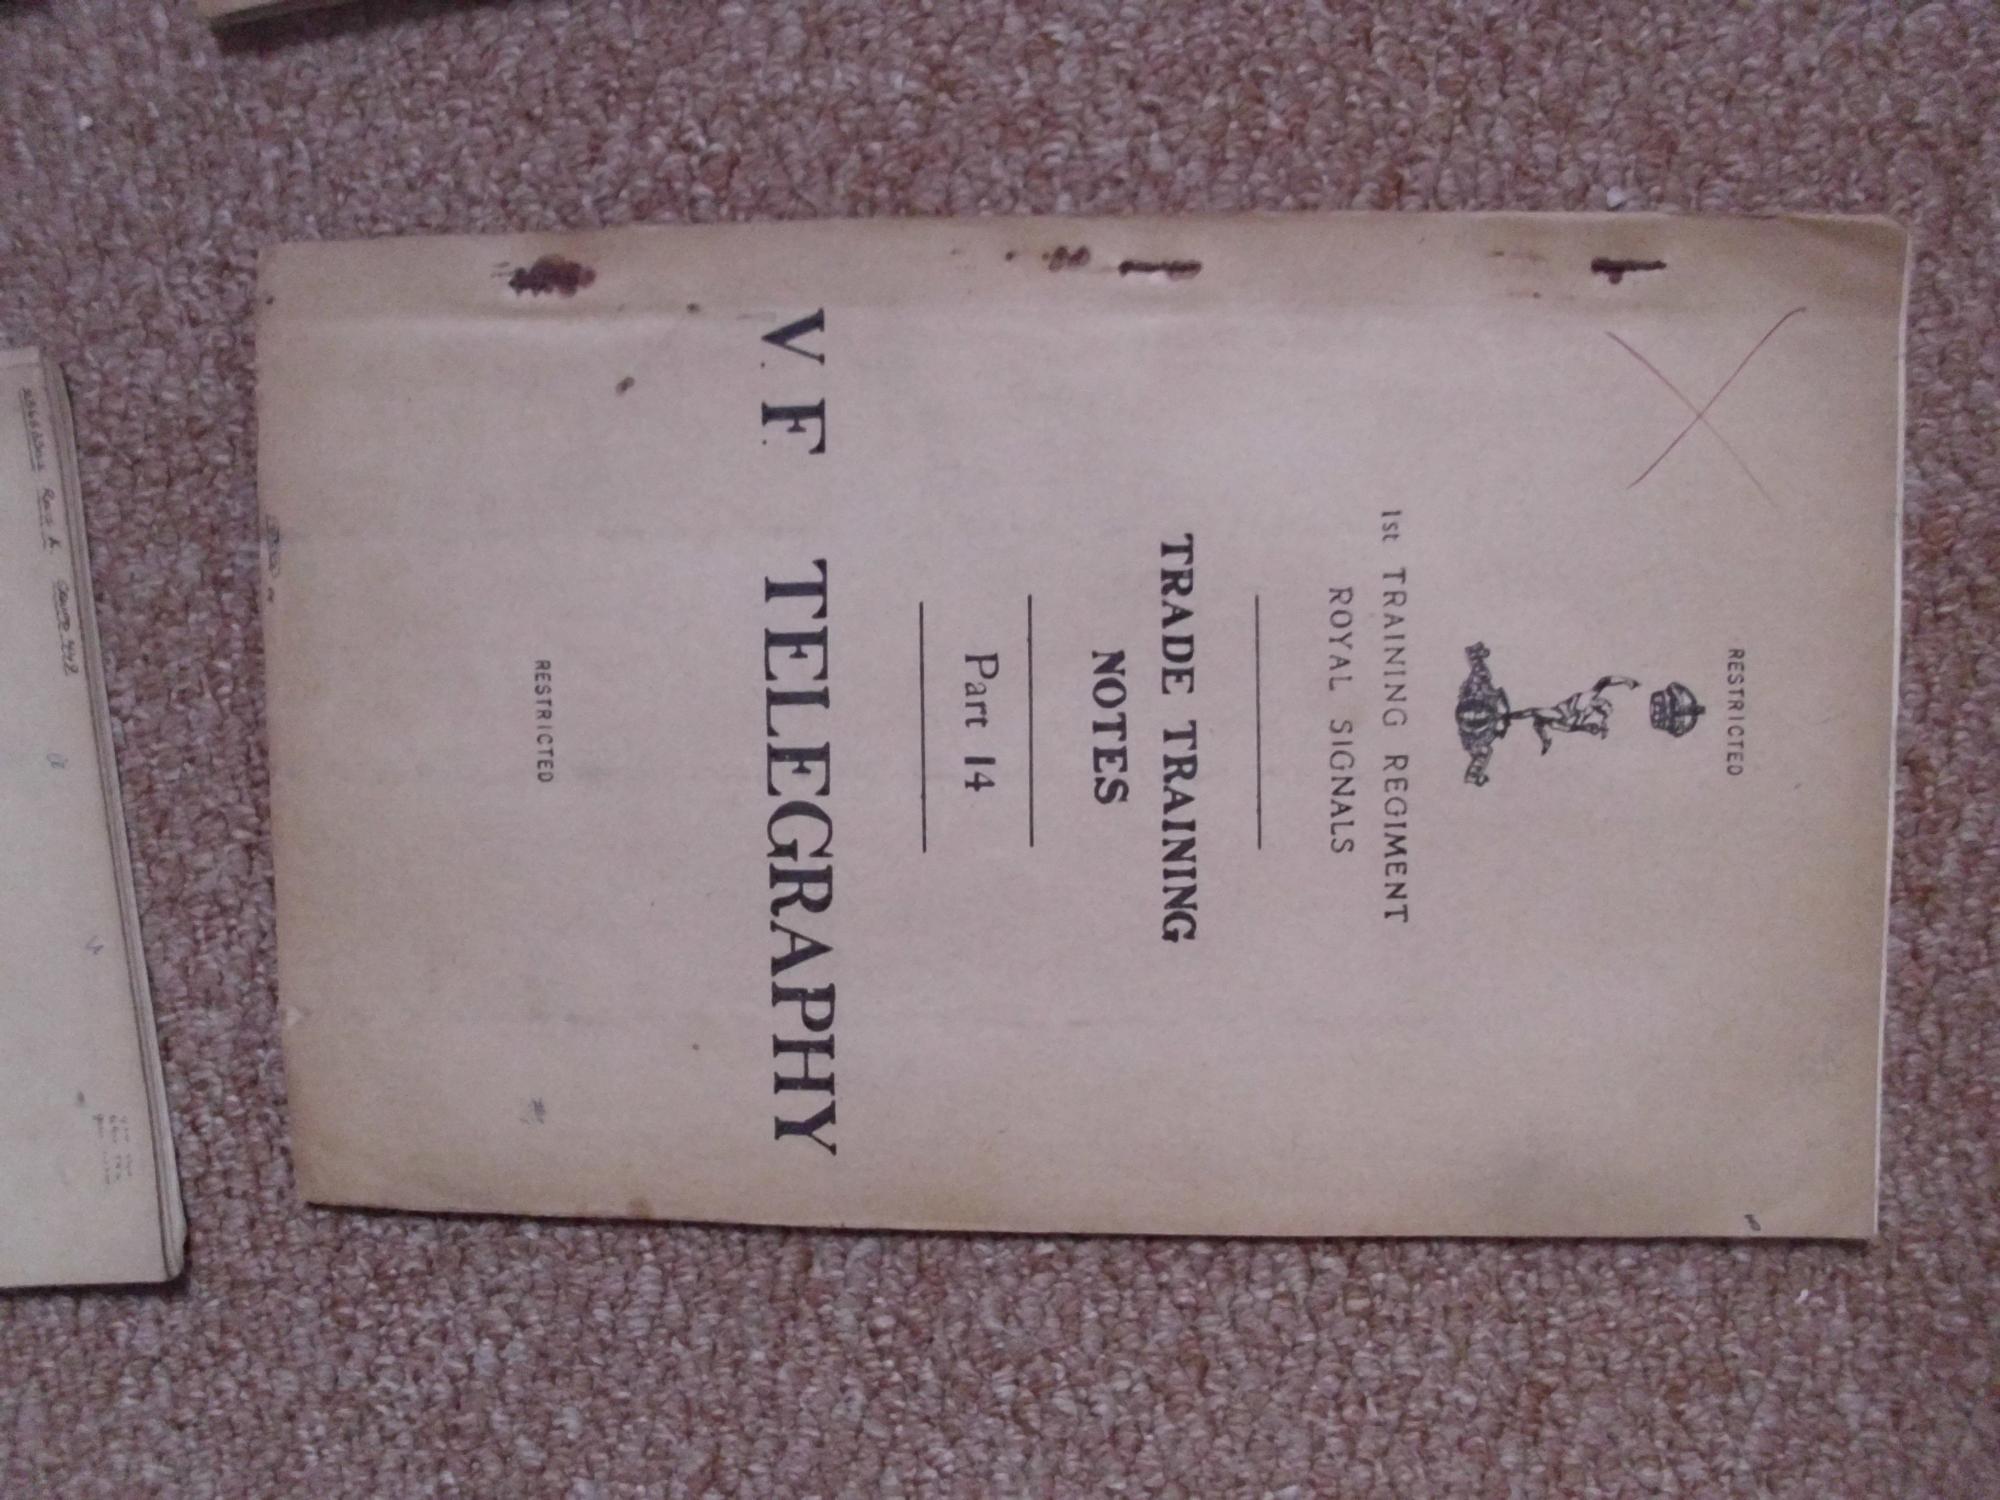 RESTRICTED
1st TRAINING REGIMENT
ROYAL SIGNALS
TRADE TRAINING
NOTES
Part 14
V. F. TELEGRAPHY
RESTRICTED